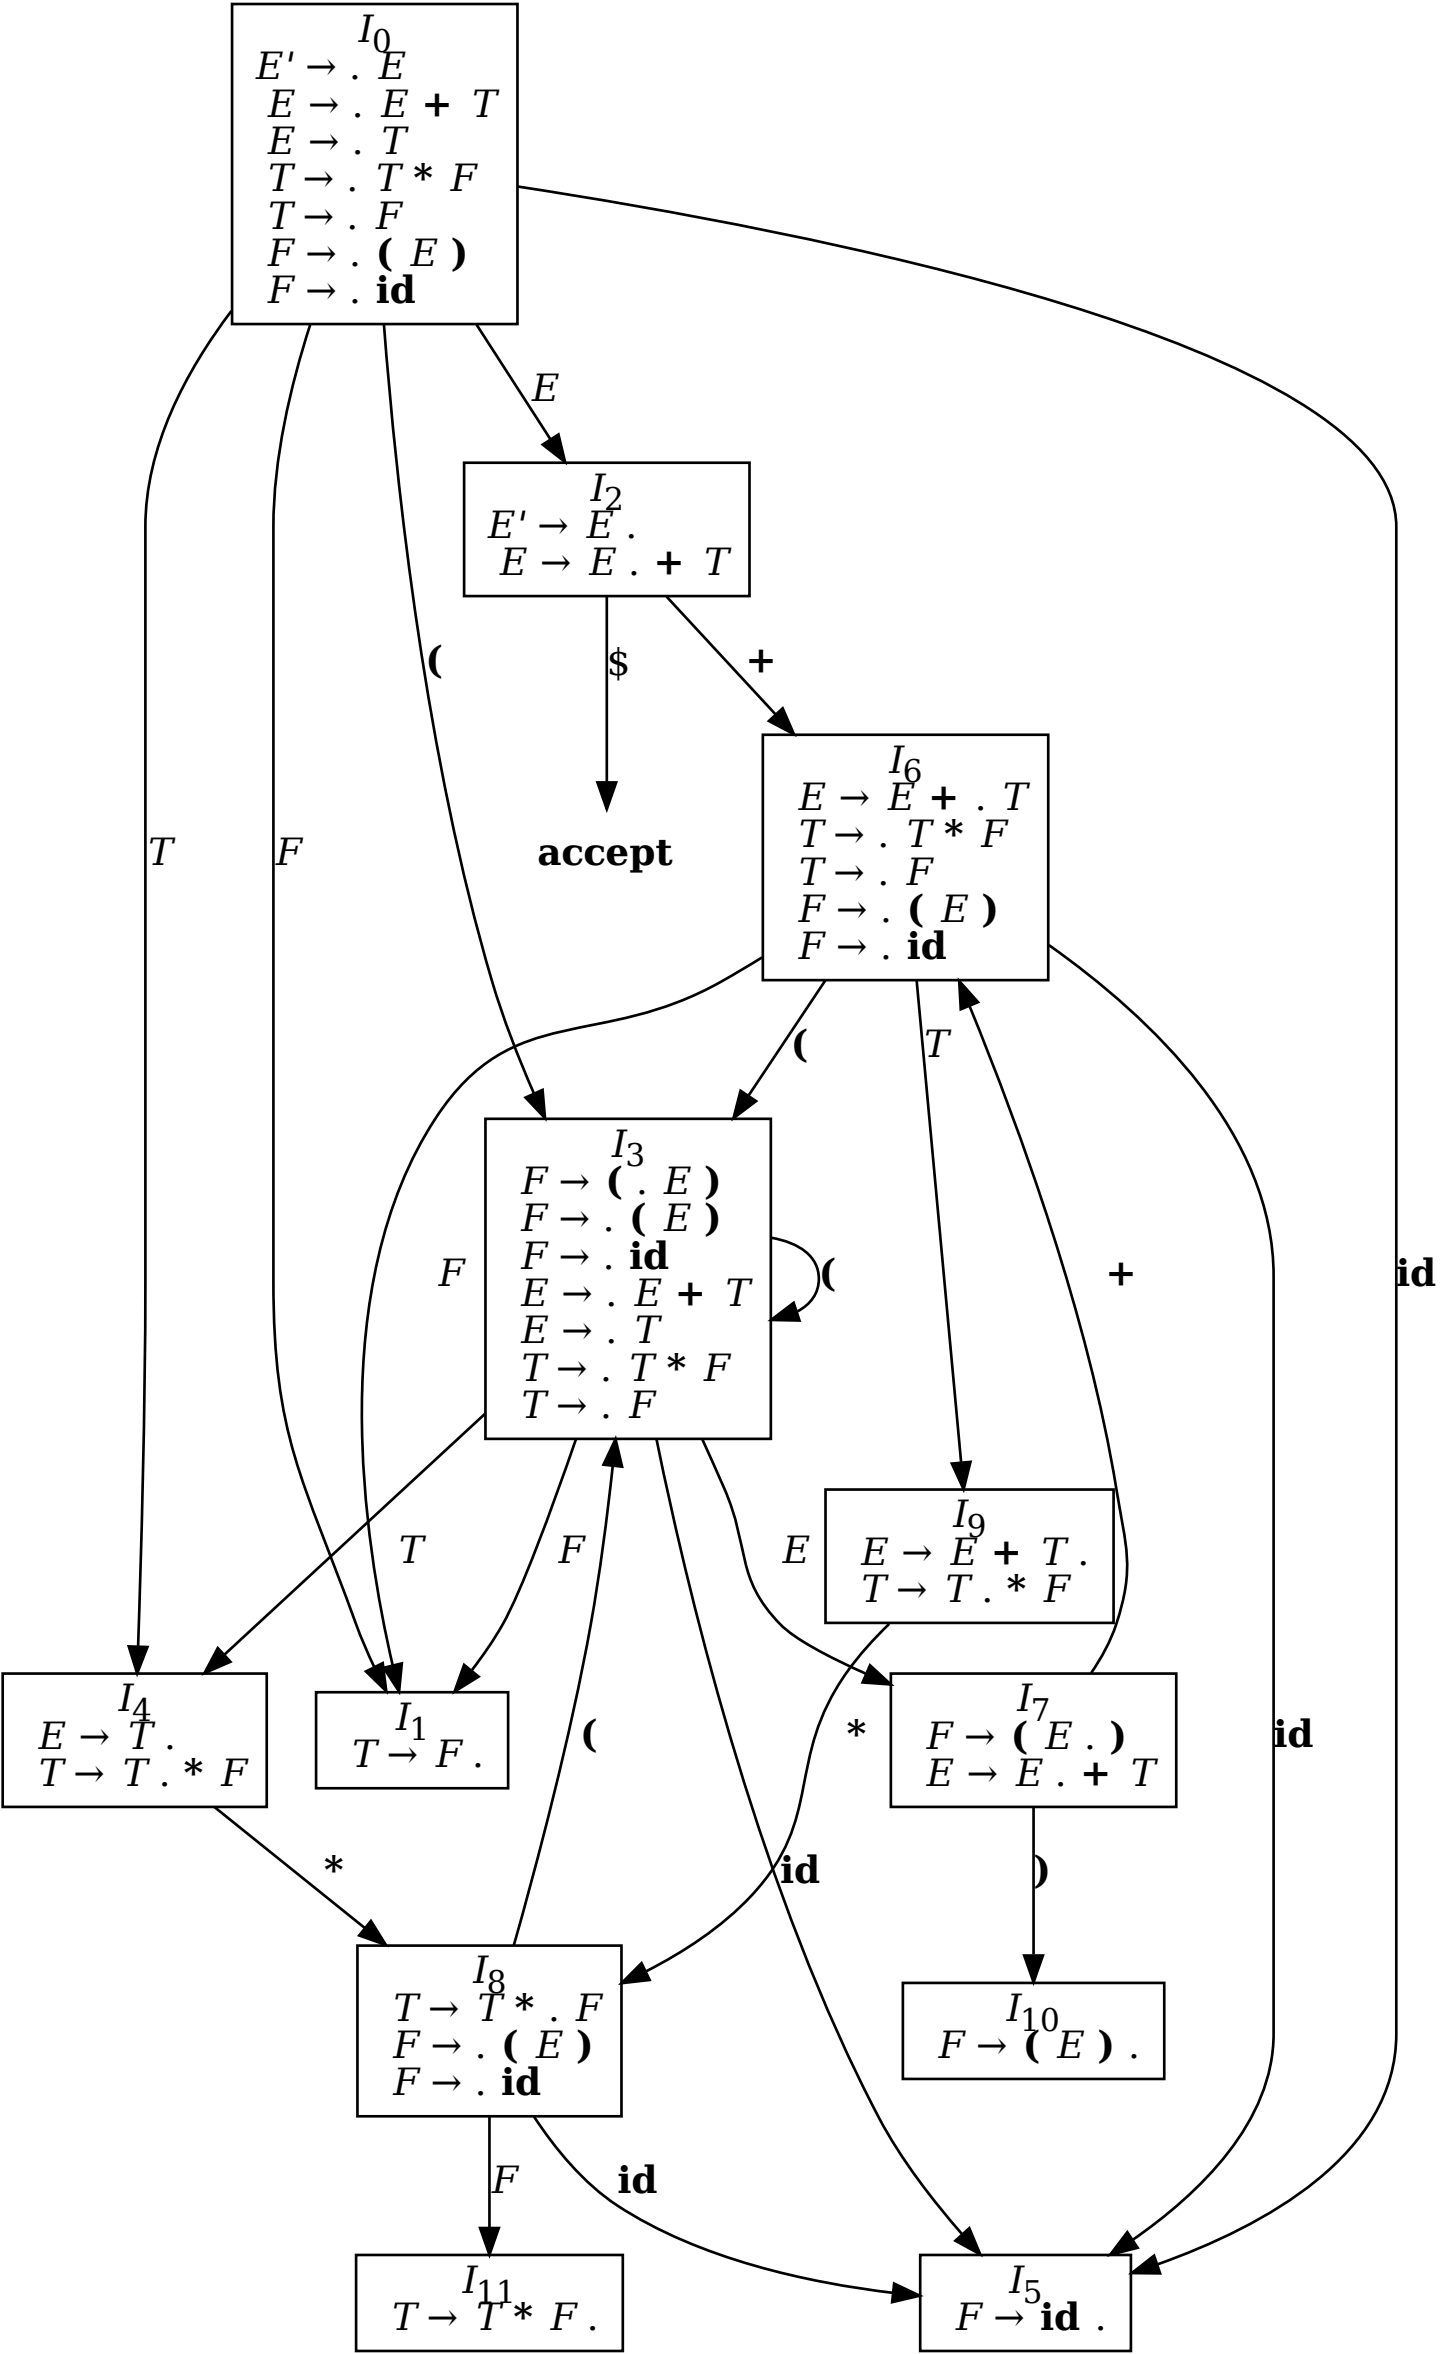 I0
E' → . E
E → . E + T
E → . T
T → . T * F
T → . F
F → . ( E )
F → . id
E
I2
E' → E .
E → E . + T
(
$
+
I6
E → E + . T
T → . T * F
T → . F
F → . ( E )
F → . id
T
F
accept
(
T
I3
F → ( . E )
F → . ( E )
F → . id
E → . E + T
E → . T
T → . T * F
T → . F
F
(
+
id
I9
E → E + T .
T → T . * F
T
F
E
I4
E → T .
T → T . * F
I1
T → F .
(
*
I7
F → ( E . )
E → E . + T
id
*
id
)
I8
T → T * . F
F → . ( E )
F → . id
I10
F → ( E ) .
F
id
I11
T → T * F .
I5
F → id .